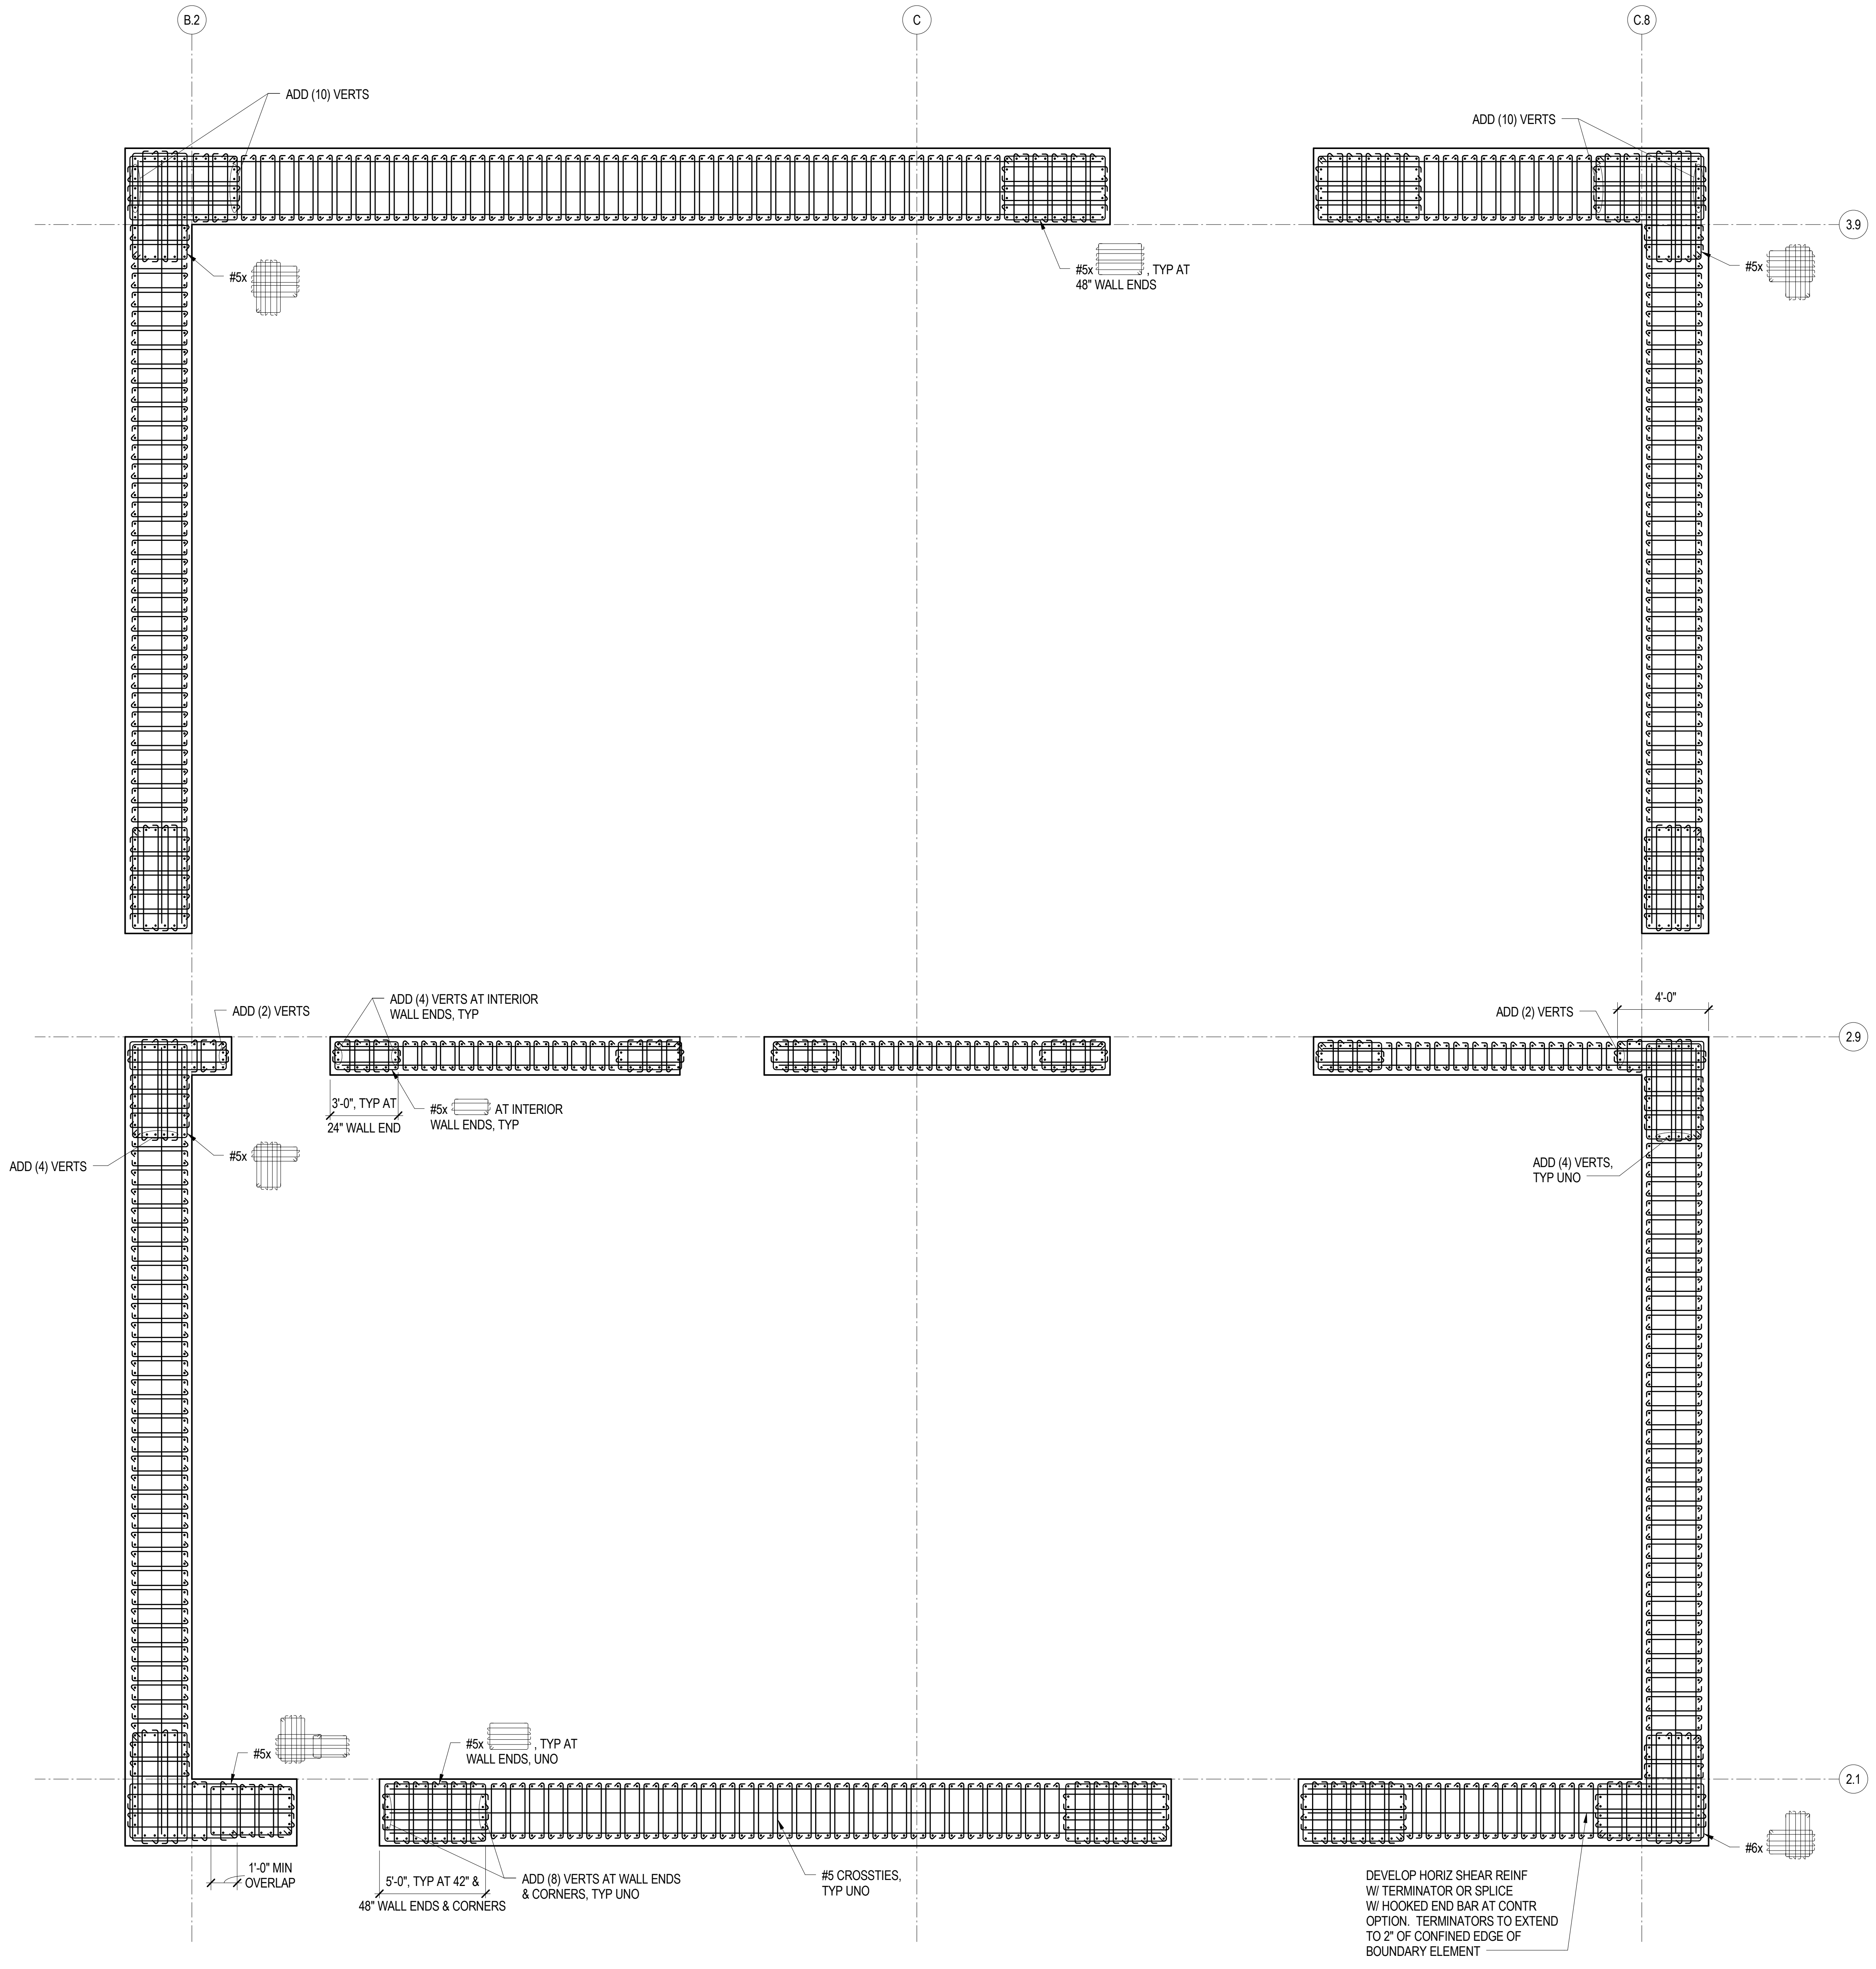 B.2
C
C.8
ADD (10) VERTS
ADD (10) VERTS
3.9
#5x
#5x , TYP AT
48" WALL ENDS
#5x
ADD (2) VERTS
ADD (4) VERTS AT INTERIOR
WALL ENDS, TYP
ADD (2) VERTS
4'-0"
2.9
3'-0", TYP AT
24" WALL END
#5x AT INTERIOR
WALL ENDS, TYP
ADD (4) VERTS
#5x
ADD (4) VERTS,
TYP UNO
#5x
#5x , TYP AT
WALL ENDS, UNO
2.1
1'-0" MIN
OVERLAP
5'-0", TYP AT 42" &
48" WALL ENDS & CORNERS
ADD (8) VERTS AT WALL ENDS
& CORNERS, TYP UNO
#5 CROSSTIES,
TYP UNO
#6x
DEVELOP HORIZ SHEAR REINF
W/ TERMINATOR OR SPLICE
W/ HOOKED END BAR AT CONTR
OPTION. TERMINATORS TO EXTEND
TO 2" OF CONFINED EDGE OF
BOUNDARY ELEMENT